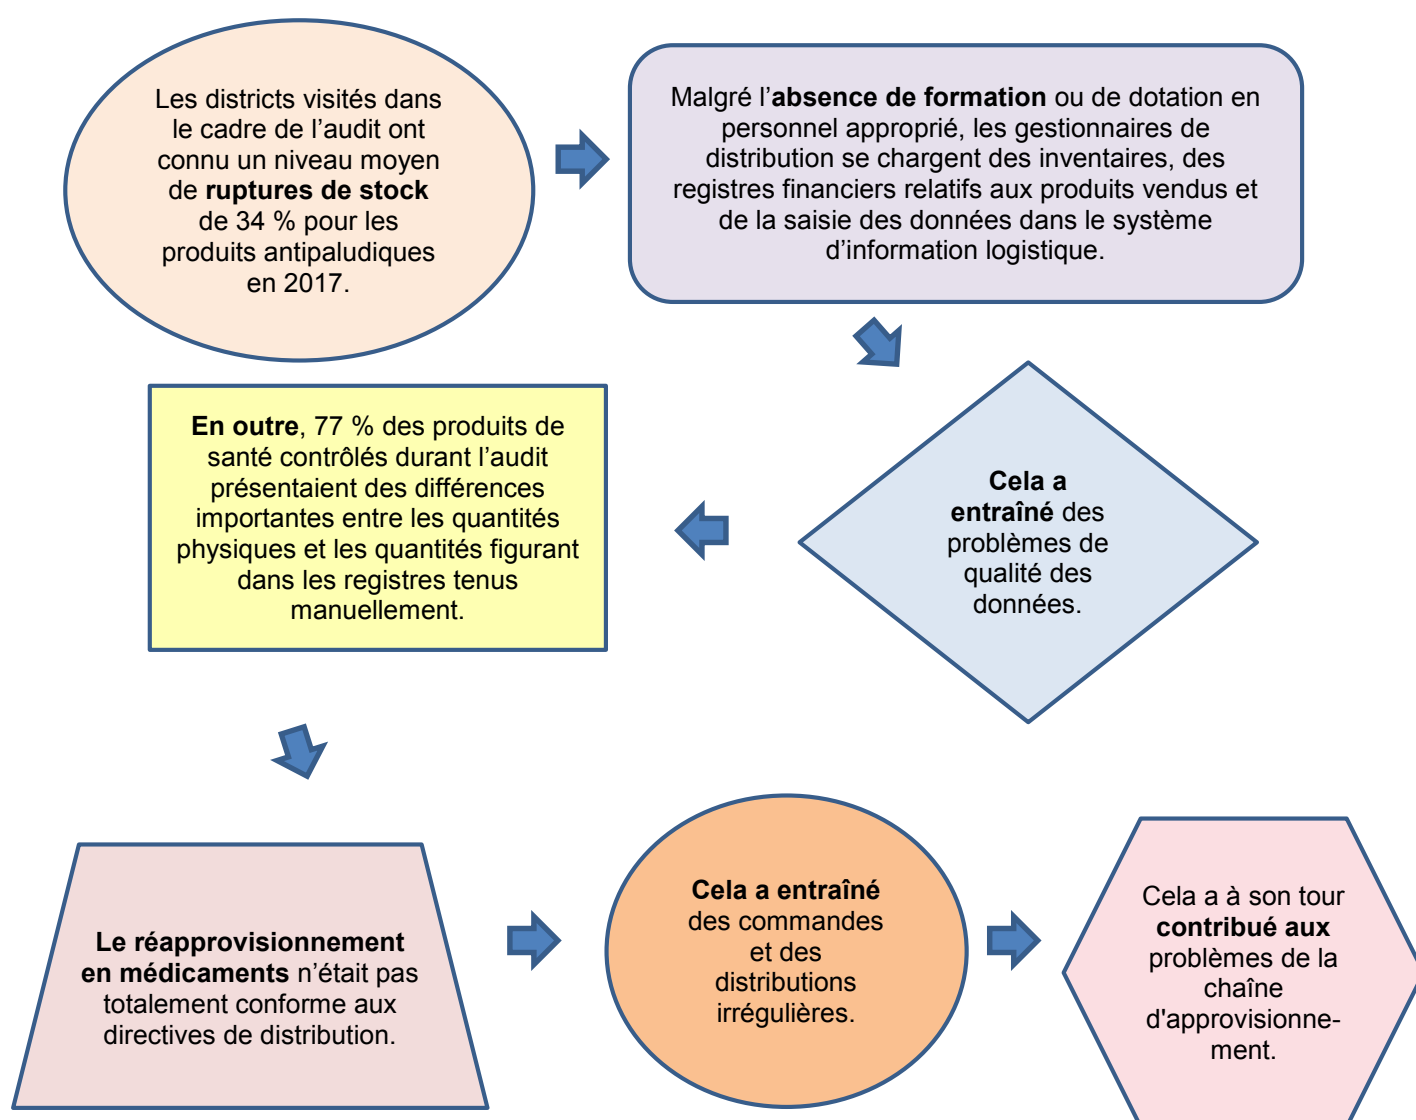 Les districts visités dans
le cadre de l’audit ont
connu un niveau moyen
de ruptures de stock
de 34 % pour les
produits antipaludiques
en 2017.
Malgré l’absence de formation ou de dotation en
personnel approprié, les gestionnaires de
distribution se chargent des inventaires, des
registres financiers relatifs aux produits vendus et
de la saisie des données dans le système
d’information logistique.
Cela a
entraîné des
problèmes de
qualité des
données.
En outre, 77 % des produits de
santé contrôlés durant l’audit
présentaient des différences
importantes entre les quantités
physiques et les quantités figurant
dans les registres tenus
manuellement.
Le réapprovisionnement
en médicaments n’était pas
totalement conforme aux
directives de distribution.
Cela a entraîné
des commandes
et des
distributions
irrégulières.
Cela a à son tour
contribué aux
problèmes de la
chaîne
d'approvisionne-
ment.